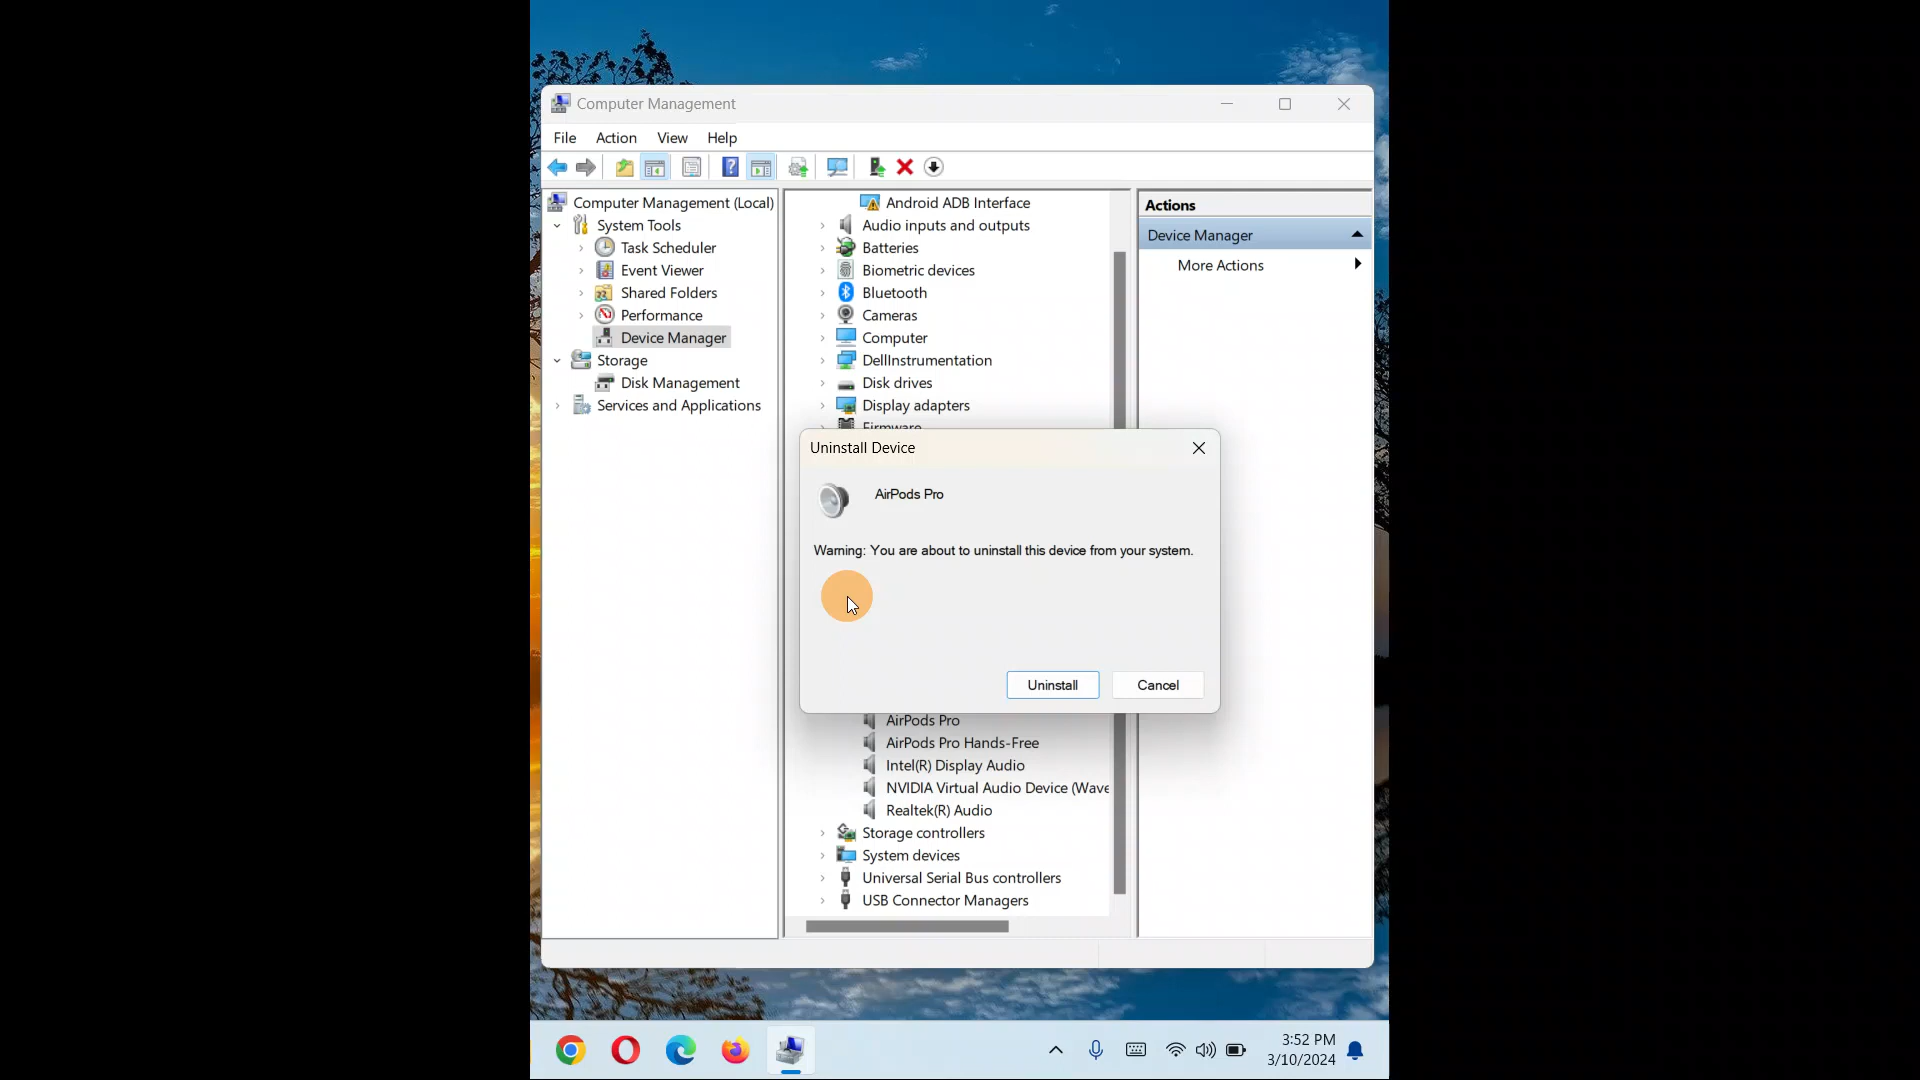 Computer Management
File Action View Help
Computer Management (Local)
System Tools
Task Scheduler
Event Viewer
Shared Folders
Performance
Device Manager
Storage
Disk Management
Services and Applications
Android ADB Interface
Audio inputs and outputs
Batteries
Biometric devices
Bluetooth
Cameras
Computer
DellInstrumentation
Disk drives
Display adapters
Firmware
Actions
Device Manager
More Actions
Uninstall Device
AirPods Pro
Warning: You are about to uninstall this device from your system.
Uninstall Cancel
AirPods Pro
AirPods Pro Hands-Free
Intel(R) Display Audio
NVIDIA Virtual Audio Device (Wave
Realtek(R) Audio
Storage controllers
System devices
Universal Serial Bus controllers
USB Connector Managers
3:52 PM
3/10/2024